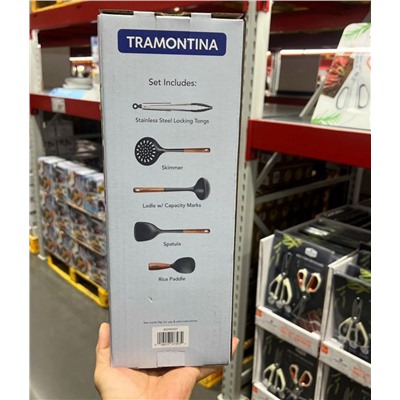 TRAMONTINA
Set Includes:
Stainless Steel Locking Tongs
Skimmer
Ladle w/ Capacity Marks
Spatula
Rice Paddle